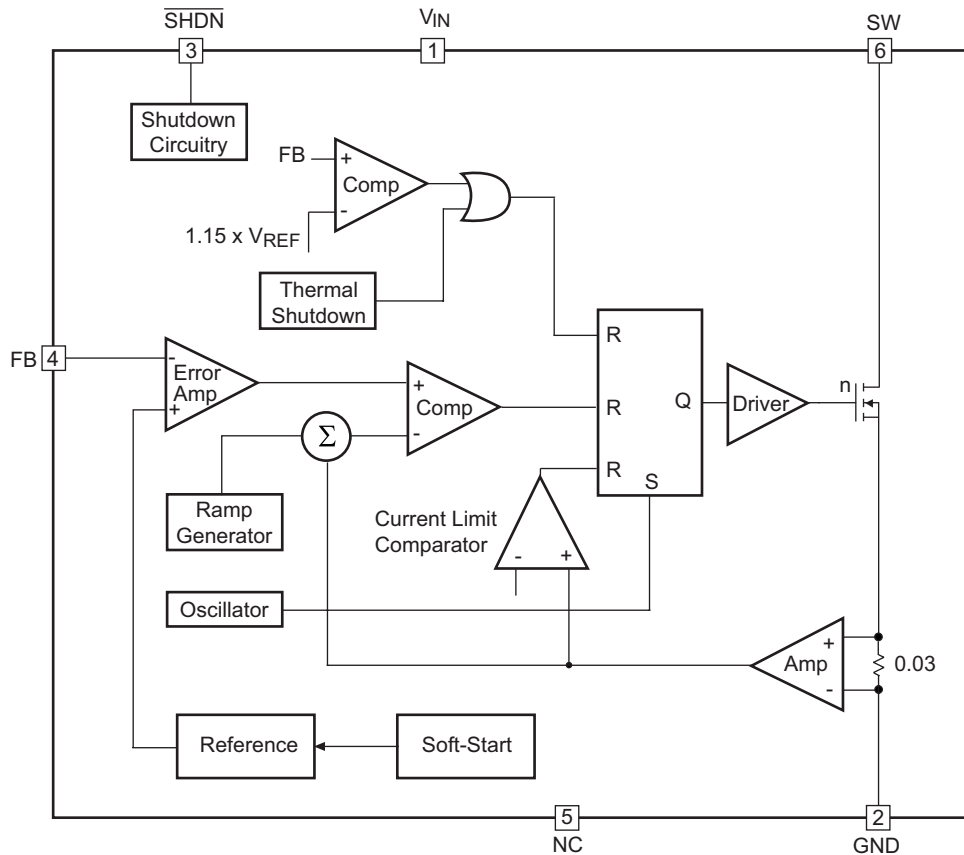 SHDN
VIN
SW
3
1
6
Shutdown
Circuitry
FB
+
Comp
-
1.15 x VREF
Thermal
Shutdown
FB 4
-
Error
Amp
+
+
Comp
-
Σ
R
R
R
Q
S
Driver
n
Ramp
Generator
Current Limit
Comparator
- +
Oscillator
+
Amp
-
0.03
Reference
Soft-Start
5
NC
2
GND